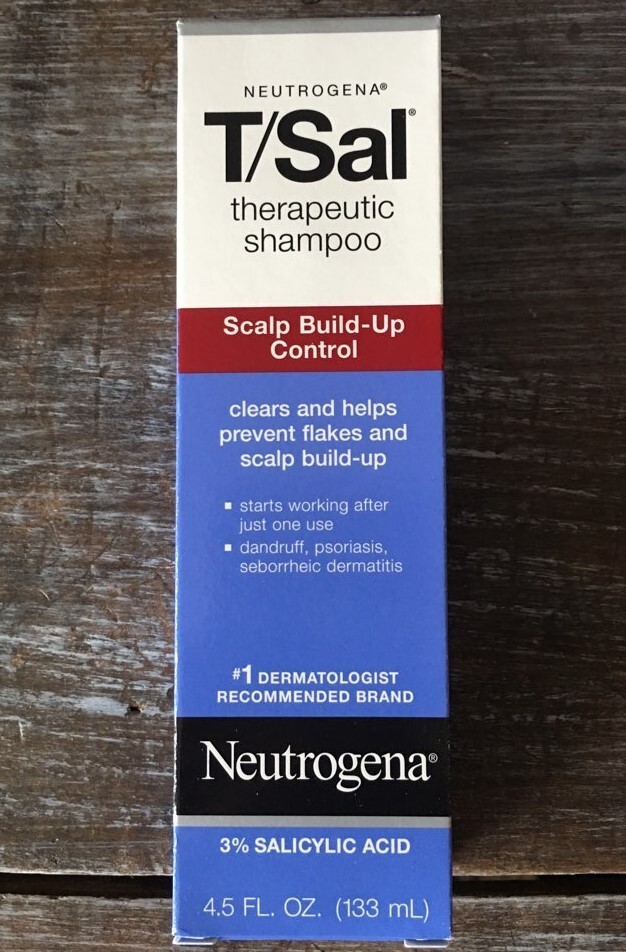 NEUTROGENA®
T/Sal®
therapeutic
shampoo
Scalp Build-Up
Control
clears and helps
prevent flakes and
scalp build-up
▪ starts working after
just one use
▪ dandruff, psoriasis,
seborrheic dermatitis
#1 DERMATOLOGIST
RECOMMENDED BRAND
Neutrogena®
3% SALICYLIC ACID
4.5 FL. OZ. (133 mL)